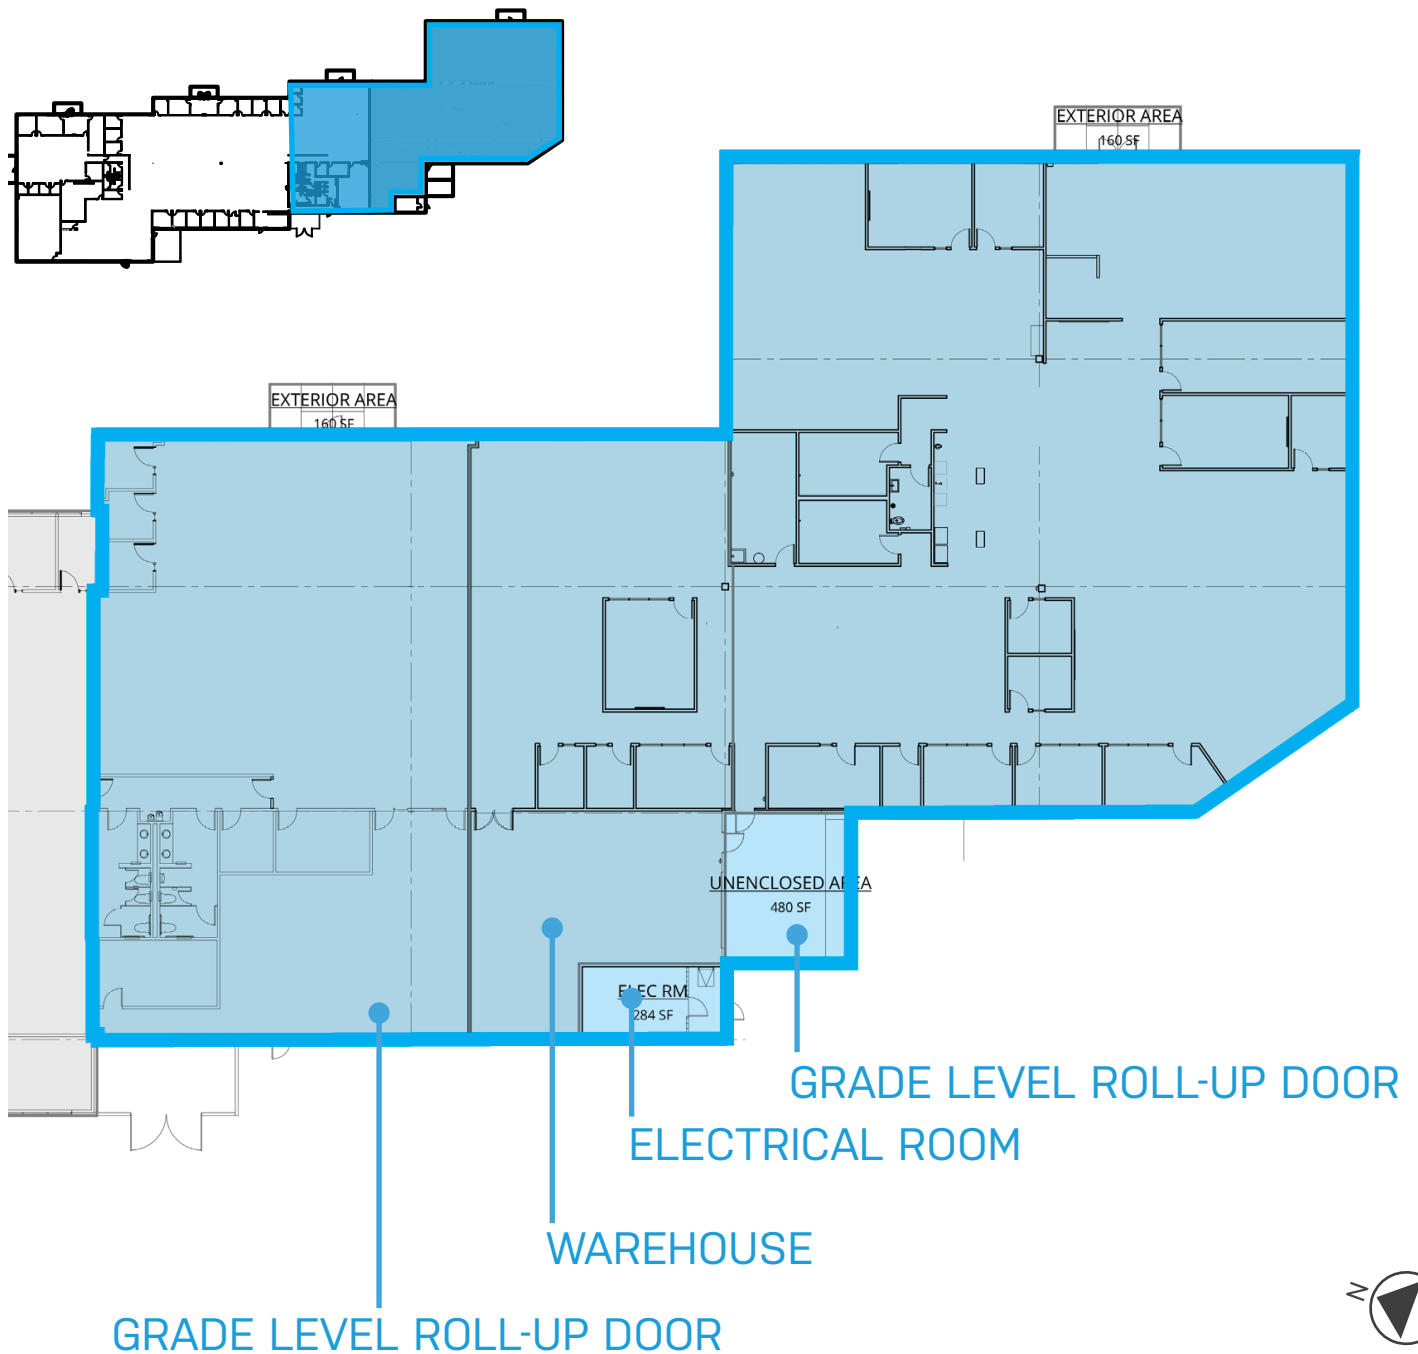 EXTERIOR AREA
160 SF
EXTERIOR AREA
160 SF
UNENCLOSED AREA
480 SF
ELEC RM
284 SF
GRADE LEVEL ROLL-UP DOOR
ELECTRICAL ROOM
WAREHOUSE
GRADE LEVEL ROLL-UP DOOR
N